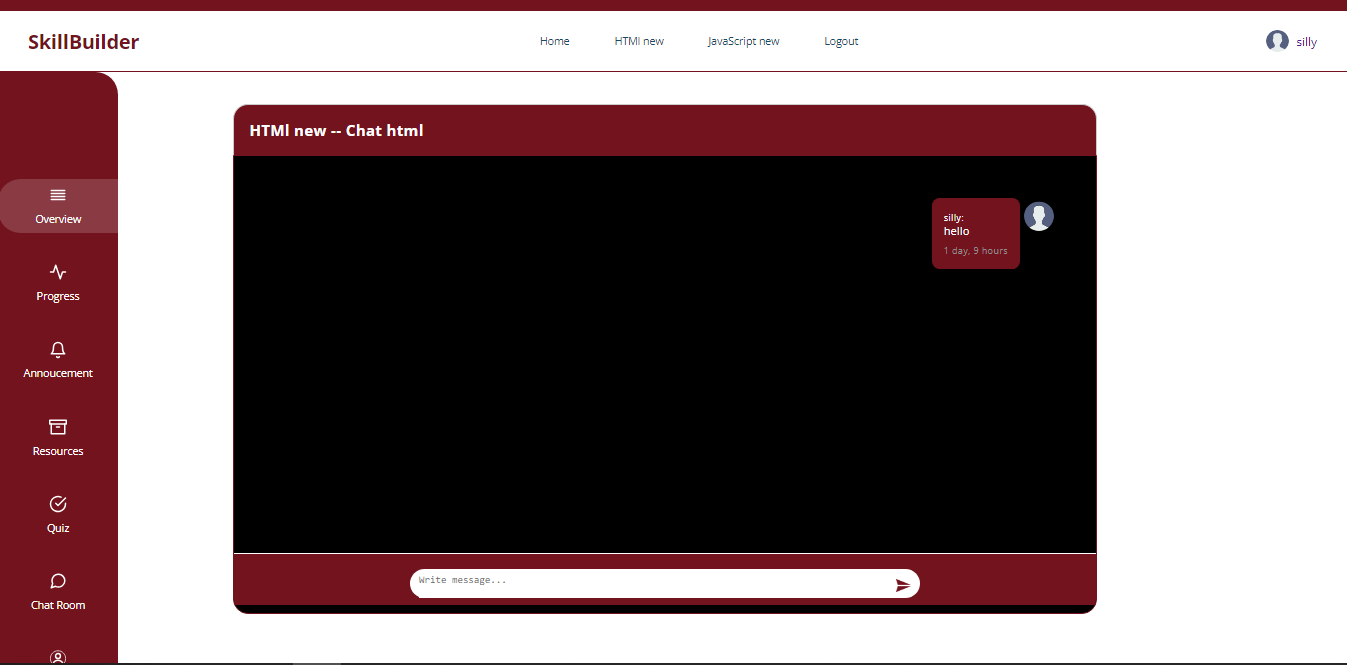 SkillBuilder
Home
HTMl new
JavaScript new
Logout
silly
Overview
Progress
Annoucement
Resources
Quiz
Chat Room
HTMl new -- Chat html
silly:
hello
1 day, 9 hours
Write message...